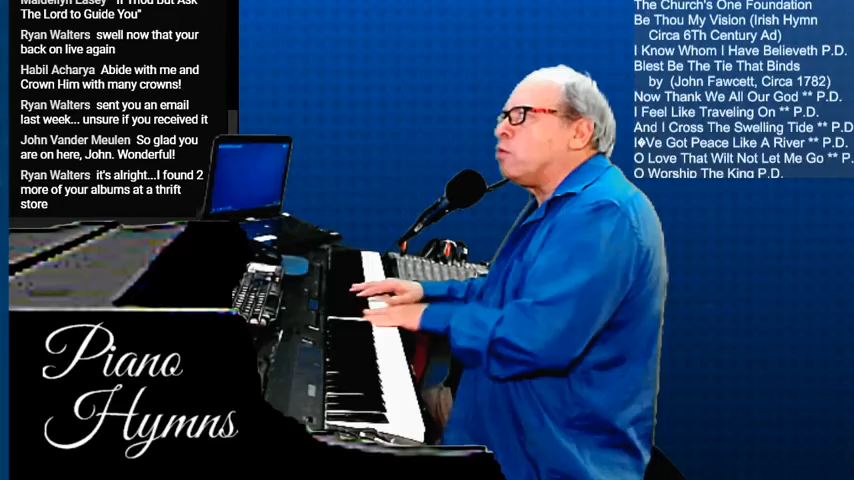 Madellyn Easey "If Thou But Ask
The Lord to Guide You"
Ryan Walters swell now that your
back on live again
Habil Acharya Abide with me and
Crown Him with many crowns!
Ryan Walters sent you an email
last week... unsure if you received it
John Vander Meulen So glad you
are on here, John. Wonderful!
Ryan Walters it's alright...I found 2
more of your albums at a thrift
store
Piano
Hymns
The Church's One Foundation
Be Thou My Vision (Irish Hymn
Circa 6Th Century Ad)
I Know Whom I Have Believeth P.D.
Blest Be The Tie That Binds
by (John Fawcett, Circa 1782)
Now Thank We All Our God ** P.D.
I Feel Like Traveling On ** P.D.
And I Cross The Swelling Tide ** P.D
I�Ve Got Peace Like A River ** P.D.
O Love That Wilt Not Let Me Go ** P.
O Worship The King P.D.